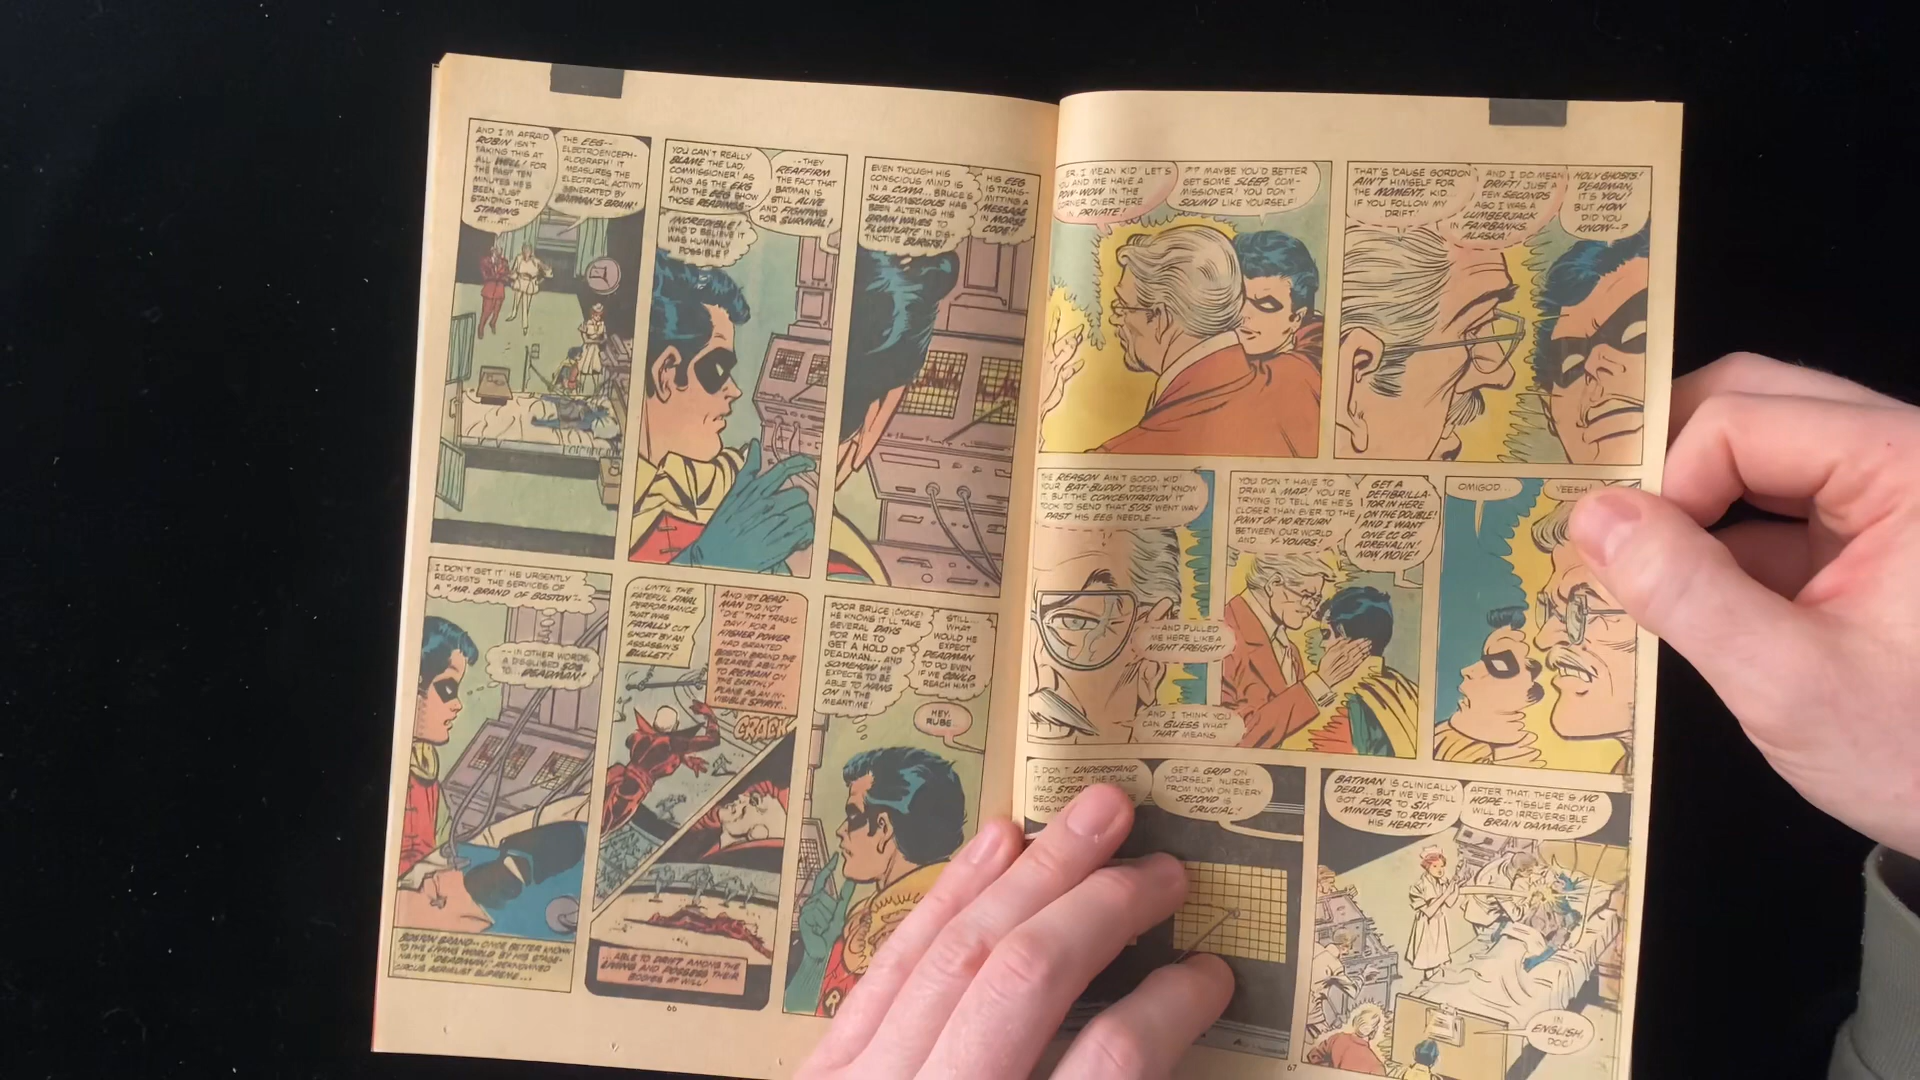 AND I'M AFRAID
ROBIN ISN'T
TAKING THIS AT
ALL WELL! FOR
THE PAST TEN
MINUTES HE'S
BEEN JUST
STANDING THERE
STARING
AT... AT...
THE EEG--
ELECTROENCEPH-
ALOGRAPH! IT
MEASURES THE
ELECTRICAL ACTIVITY
GENERATED BY
BATMAN'S BRAIN!
YOU CAN'T REALLY
BLAME THE LAD,
COMMISSIONER! AS
LONG AS THE EKG
AND THE EEG SHOW
THOSE READINGS--
--THEY
REAFFIRM
THE FACT THAT
BATMAN IS
STILL ALIVE
AND FIGHTING
FOR SURVIVAL!
INCREDIBLE!
WHO'D BELIEVE IT
WAS HUMANLY
POSSIBLE?
EVEN THOUGH HIS
CONSCIOUS MIND IS
IN A COMA... BRUCE'S
SUBCONSCIOUS HAS
BEEN ALTERING HIS
BRAIN WAVES TO
FLUCTUATE IN DIS-
TINCTIVE BURSTS!
HIS EEG
IS TRANS-
MITTING A
MESSAGE
IN MORSE
CODE!!
I DON'T GET IT! HE URGENTLY
REQUESTS THE SERVICES OF
A "MR. BRAND OF BOSTON"--
--IN OTHER WORDS,
A DISGUISED SOS
TO... DEADMAN!
BOSTON BRAND-- ONCE BETTER KNOWN
TO THE LIVING WORLD BY HIS STAGE-
NAME "DEADMAN," RENOWNED
CIRCUS AERIALIST SUPREME...
...UNTIL THE
FATEFUL FINAL
PERFORMANCE
THAT WAS
FATALLY CUT
SHORT BY AN
ASSASSIN'S
BULLET!
AND YET DEAD-
MAN DID NOT
"DIE" THAT TRAGIC
DAY! FOR A
HIGHER POWER
HAD GRANTED
BOSTON BRAND THE
BIZARRE ABILITY
TO REMAIN ON
THE EARTHLY
PLANE AS AN IN-
VISIBLE SPIRIT...
CRACK
...ABLE TO DRIFT AMONG THE
LIVING AND POSSESS THEIR
BODIES AT WILL!
POOR BRUCE (CHOKE)
HE KNOWS IT'LL TAKE
SEVERAL DAYS
FOR ME TO
GET A HOLD OF
DEADMAN... AND
SOMEHOW HE
EXPECTS TO BE
ABLE TO HANG
ON IN THE
MEANTIME!
STILL...
WHAT
WOULD HE
EXPECT
DEADMAN
TO DO EVEN
IF WE COULD
REACH HIM?
HEY,
RUBE--
66
ER, I MEAN KID! LET'S
YOU AND ME HAVE A
POW-WOW IN THE
CORNER OVER HERE
IN PRIVATE!
?? MAYBE YOU'D BETTER
GET SOME SLEEP, COM-
MISSIONER! YOU DON'T
SOUND LIKE YOURSELF!
THAT'S 'CAUSE GORDON
AIN'T HIMSELF FOR
THE MOMENT, KID,
IF YOU FOLLOW MY
DRIFT!
AND I DO MEAN
DRIFT! JUST A
FEW SECONDS
AGO I WAS A
LUMBERJACK
IN FAIRBANKS,
ALASKA!
HOLY GHOSTS!
DEADMAN,
IT'S YOU!
BUT HOW
DID YOU
KNOW--?
THE REASON AIN'T GOOD, KID!
YOUR BAT-BUDDY DOESN'T KNOW
IT, BUT THE CONCENTRATION IT
TOOK TO SEND THAT SOS WENT WAY
PAST HIS EEG NEEDLE--
--AND PULLED
ME HERE LIKE A
NIGHT FREIGHT!
AND I THINK YOU
CAN GUESS WHAT
THAT MEANS
YOU DON'T HAVE TO
DRAW A MAP! YOU'RE
TRYING TO TELL ME HE'S
CLOSER THAN EVER TO THE
POINT OF NO RETURN
BETWEEN OUR WORLD
AND... Y-YOURS!
GET A
DEFIBRILLA-
TOR IN HERE
ON THE DOUBLE!
AND I WANT
ONE CC OF
ADRENALIN!
NOW MOVE!
OMIGOD...
YEESH!
I DON'T UNDERSTAND
IT, DOCTOR. THE PULSE
WAS
SECONDS
WAS
GET A GRIP ON
YOURSELF, NURSE!
FROM NOW ON EVERY
SECOND IS
CRUCIAL!
BATMAN IS CLINICALLY
DEAD... BUT WE'VE STILL
GOT FOUR TO SIX
MINUTES TO REVIVE
HIS HEART!
AFTER THAT, THERE'S NO
HOPE-- TISSUE ANOXIA
WILL DO IRREVERSIBLE
BRAIN DAMAGE!
IN
ENGLISH,
DOC!
67